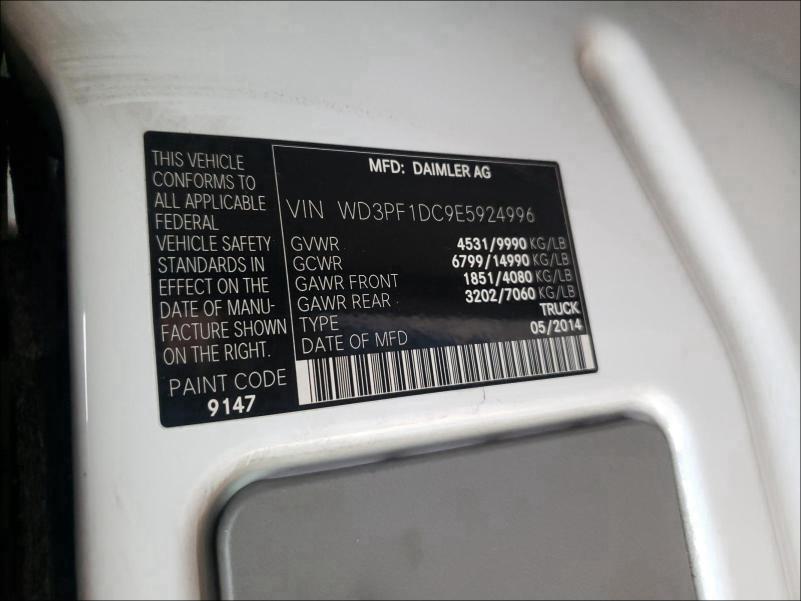 THIS VEHICLE
CONFORMS TO
ALL APPLICABLE
FEDERAL
VEHICLE SAFETY
STANDARDS IN
EFFECT ON THE
DATE OF MANU-
FACTURE SHOWN
ON THE RIGHT.
PAINT CODE
9147
MFD: DAIMLER AG
VIN WD3PF1DC9E5924996
GVWR 4531/9990 KG/LB
GCWR 6799/14990 KG/LB
GAWR FRONT 1851/4080 KG/LB
GAWR REAR 3202/7060 KG/LB
TYPE TRUCK
DATE OF MFD 05/2014